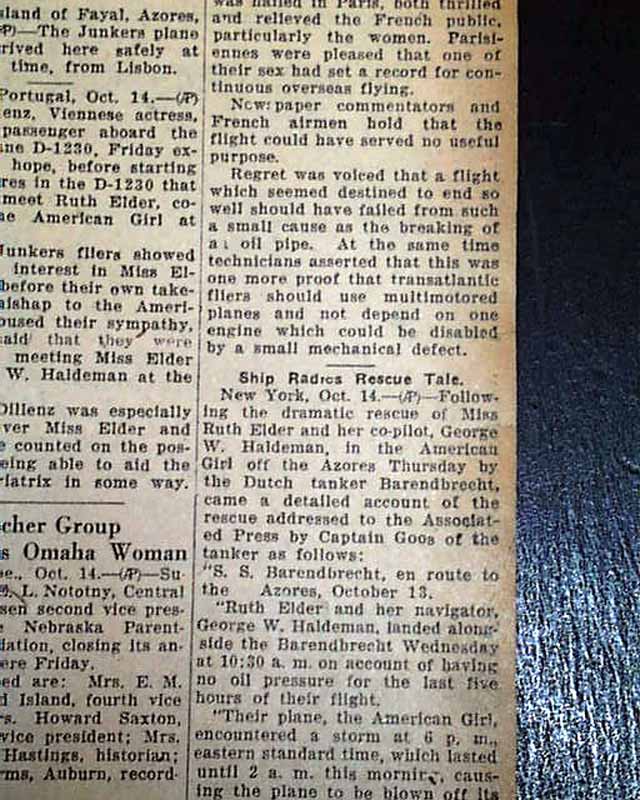 sland of Fayal, Azores,
(AP)—The Junkers plane
rived here safely at
time, from Lisbon.
Portugal, Oct. 14.—(AP)
enz, Viennese actress,
passenger aboard the
ne D-1230, Friday ex-
hope, before starting
res in the D-1230 that
meet Ruth Elder, co-
e American Girl at
Junkers fliers showed
interest in Miss El-
before their own take-
ishap to the Ameri-
oused their sympathy,
aid that they were
meeting Miss Elder
W. Haldeman at the
Dillenz was especially
ver Miss Elder and
e counted on the pos-
eing able to aid the
iatrix in some way.
cher Group
s Omaha Woman
e., Oct. 14.—(AP)—Su-
L. Nototny, Central
sen second vice pres-
Nebraska Parent-
iation, closing its an-
ere Friday.
ed are: Mrs. E. M.
d Island, fourth vice
rs. Howard Saxton,
vice president; Mrs.
Hastings, historian;
ms, Auburn, record-
was hailed in Paris, both thrilled
and relieved the French public,
particularly the women. Parisi-
ennes were pleased that one of
their sex had set a record for con-
tinuous overseas flying.
Newspaper commentators and
French airmen hold that the
flight could have served no useful
purpose.
Regret was voiced that a flight
which seemed destined to end so
well should have failed from such
a small cause as the breaking of
an oil pipe. At the same time
technicians asserted that this was
one more proof that transatlantic
fliers should use multimotored
planes and not depend on one
engine which could be disabled
by a small mechanical defect.
Ship Radios Rescue Tale.
New York, Oct. 14.—(AP)—Follow-
ing the dramatic rescue of Miss
Ruth Elder and her co-pilot, George
W. Haldeman, in the American
Girl off the Azores Thursday by
the Dutch tanker Barendbrecht,
came a detailed account of the
rescue addressed to the Associat-
ed Press by Captain Goos of the
tanker as follows:
"S. S. Barendbrecht, en route to
the Azores, October 13.
"Ruth Elder and her navigator,
George W. Haldeman, landed along-
side the Barendbrecht Wednesday
at 10:30 a. m. on account of having
no oil pressure for the last five
hours of their flight.
"Their plane, the American Girl,
encountered a storm at 6 p. m.,
eastern standard time, which lasted
until 2 a. m. this morning, caus-
ing the plane to be blown off its